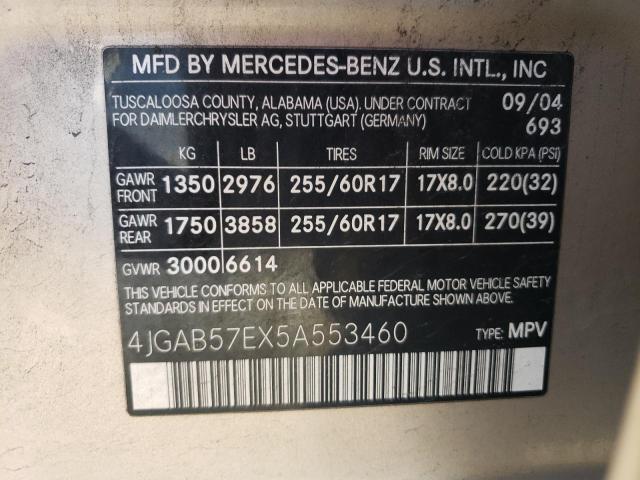 MFD BY MERCEDES-BENZ U.S. INTL., INC
TUSCALOOSA COUNTY, ALABAMA (USA). UNDER CONTRACT 09/04
FOR DAIMLERCHRYSLER AG, STUTTGART (GERMANY) 693
KG LB TIRES RIM SIZE COLD KPA (PSI)
GAWR FRONT 1350 2976 255/60R17 17X8.0 220(32)
GAWR REAR 1750 3858 255/60R17 17X8.0 270(39)
GVWR 3000 6614
THIS VEHICLE CONFORMS TO ALL APPLICABLE FEDERAL MOTOR VEHICLE SAFETY
STANDARDS IN EFFECT ON THE DATE OF MANUFACTURE SHOWN ABOVE.
4JGAB57EX5A553460 TYPE: MPV